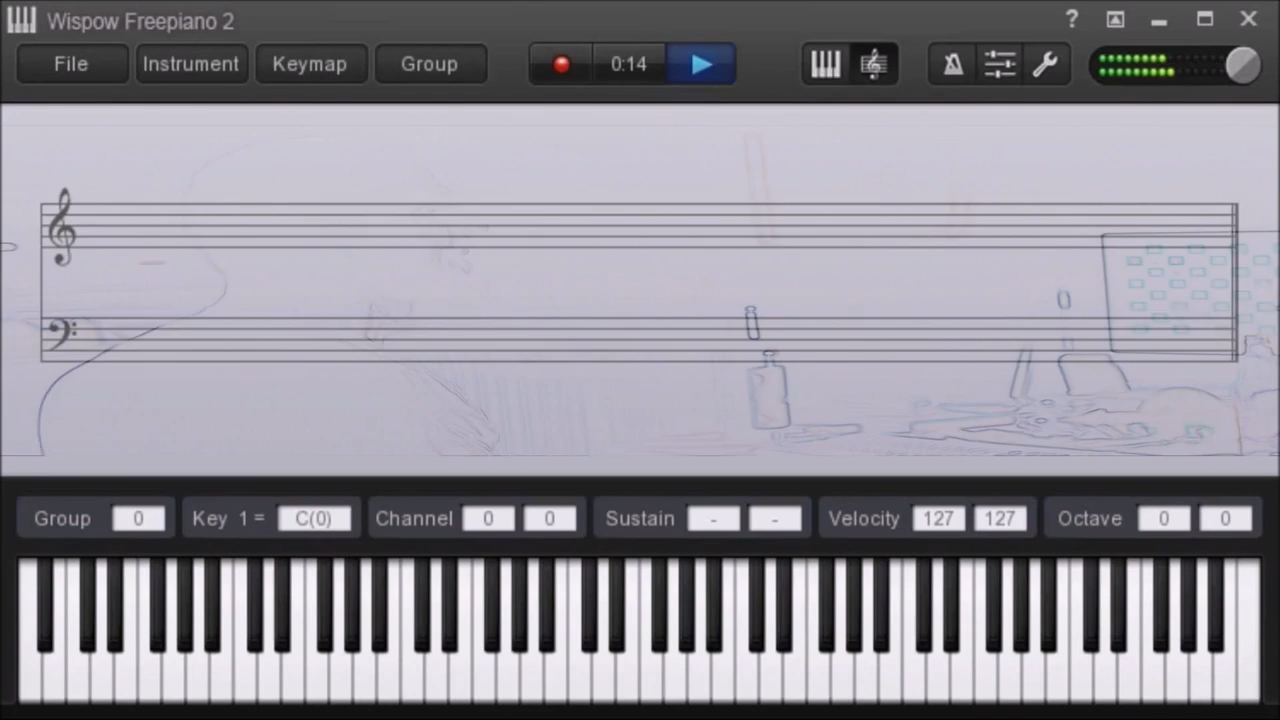 Wispow Freepiano 2 ?
File Instrument Keymap Group 0:14
Group 0 Key 1 = C(0) Channel 0 0 Sustain - - Velocity 127 127 Octave 0 0